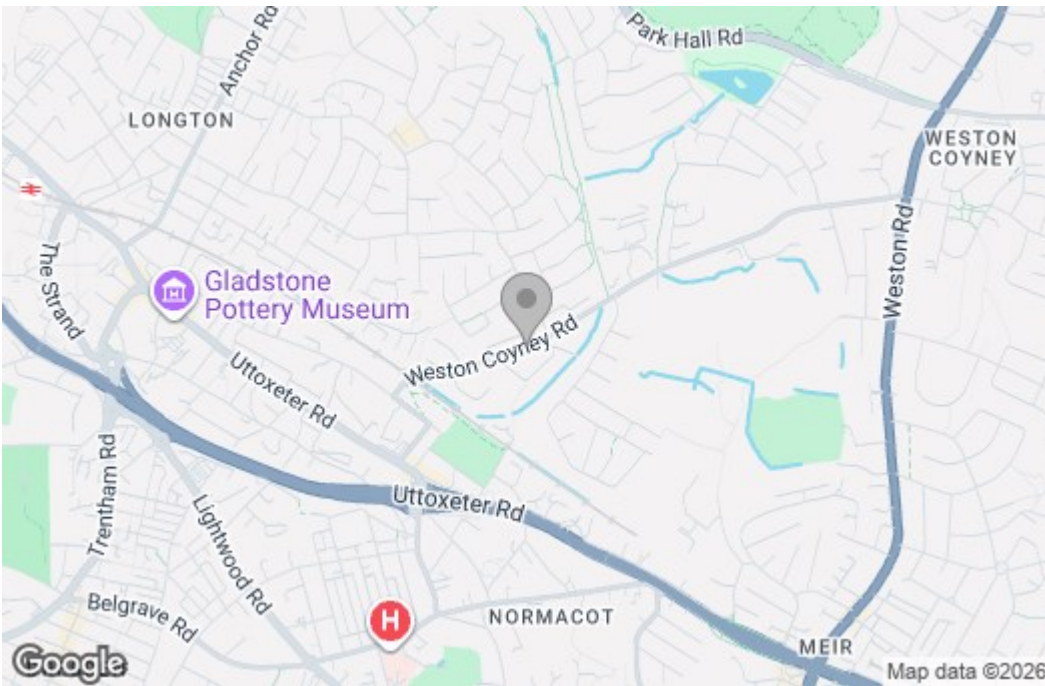 Park Hall Rd
Anchor Rd
LONGTON
WESTON
COYNEY
The Strand
Gladstone
Pottery Museum
Weston Rd
Weston Coyney Rd
Uttoxeter Rd
Trentham Rd
Lightwood Rd
Uttoxeter Rd
Belgrave Rd
H
NORMACOT
MEIR
Google
Map data ©2026